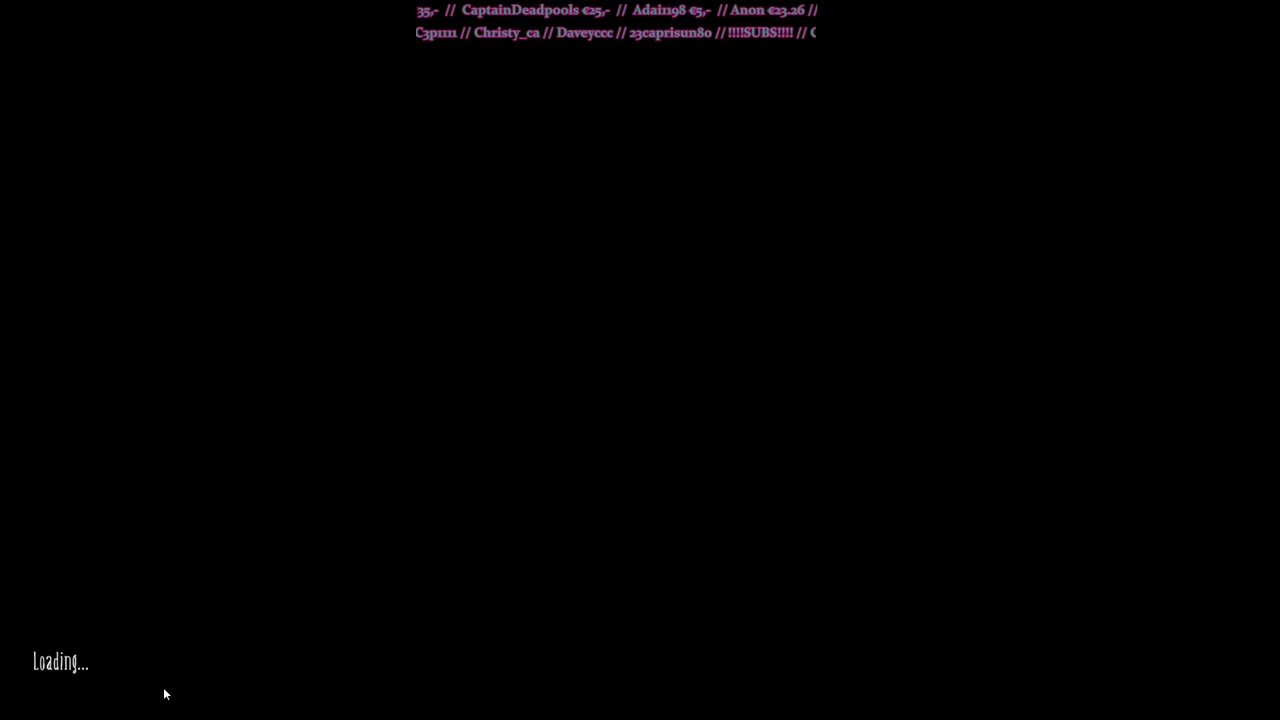 35,- // CaptainDeadpools €25,- // Adai1198 €5,- // Anon €23.26 //
C3p1111 // Christy_ca // Daveyccc // 23caprisun80 // !!!!SUBS!!!! //
Loading...